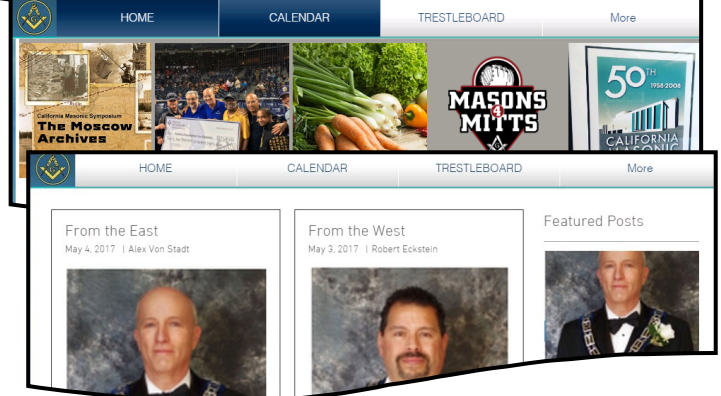 HOME CALENDAR TRESTLEBOARD More
California Masonic Symposium
The Moscow
Archives
MASONS
4
MITTS
50TH
1958-2008
CALIFORNIA
MASONIC
G
HOME CALENDAR TRESTLEBOARD More
From the East
May 4, 2017 | Alex Von Stadt
From the West
May 3, 2017 | Robert Eckstein
Featured Posts